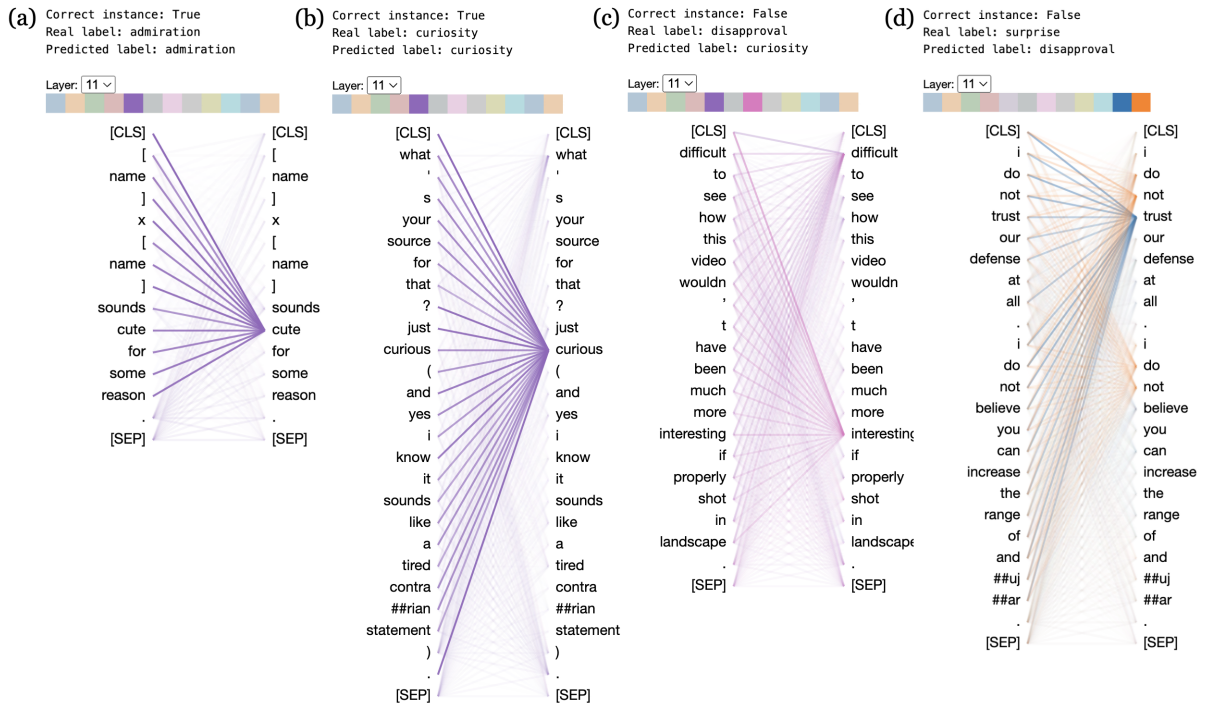 (a)
Correct instance: True
Real label: admiration
Predicted label: admiration
Layer: 11
[CLS] [CLS]
[ [
name name
] ]
x x
[ [
name name
] ]
sounds sounds
cute cute
for for
some some
reason reason
. .
[SEP] [SEP]
(b)
Correct instance: True
Real label: curiosity
Predicted label: curiosity
Layer: 11
[CLS] [CLS]
what what
' '
s s
your your
source source
for for
that that
? ?
just just
curious curious
( (
and and
yes yes
i i
know know
it it
sounds sounds
like like
a a
tired tired
contra contra
##rian ##rian
statement statement
) )
. .
[SEP] [SEP]
(c)
Correct instance: False
Real label: disapproval
Predicted label: curiosity
Layer: 11
[CLS] [CLS]
difficult difficult
to to
see see
how how
this this
video video
wouldn wouldn
’ ’
t t
have have
been been
much much
more more
interesting interesting
if if
properly properly
shot shot
in in
landscape landscape
. .
[SEP] [SEP]
(d)
Correct instance: False
Real label: surprise
Predicted label: disapproval
Layer: 11
[CLS] [CLS]
i i
do do
not not
trust trust
our our
defense defense
at at
all all
. .
i i
do do
not not
believe believe
you you
can can
increase increase
the the
range range
of of
and and
##uj ##uj
##ar ##ar
. .
[SEP] [SEP]